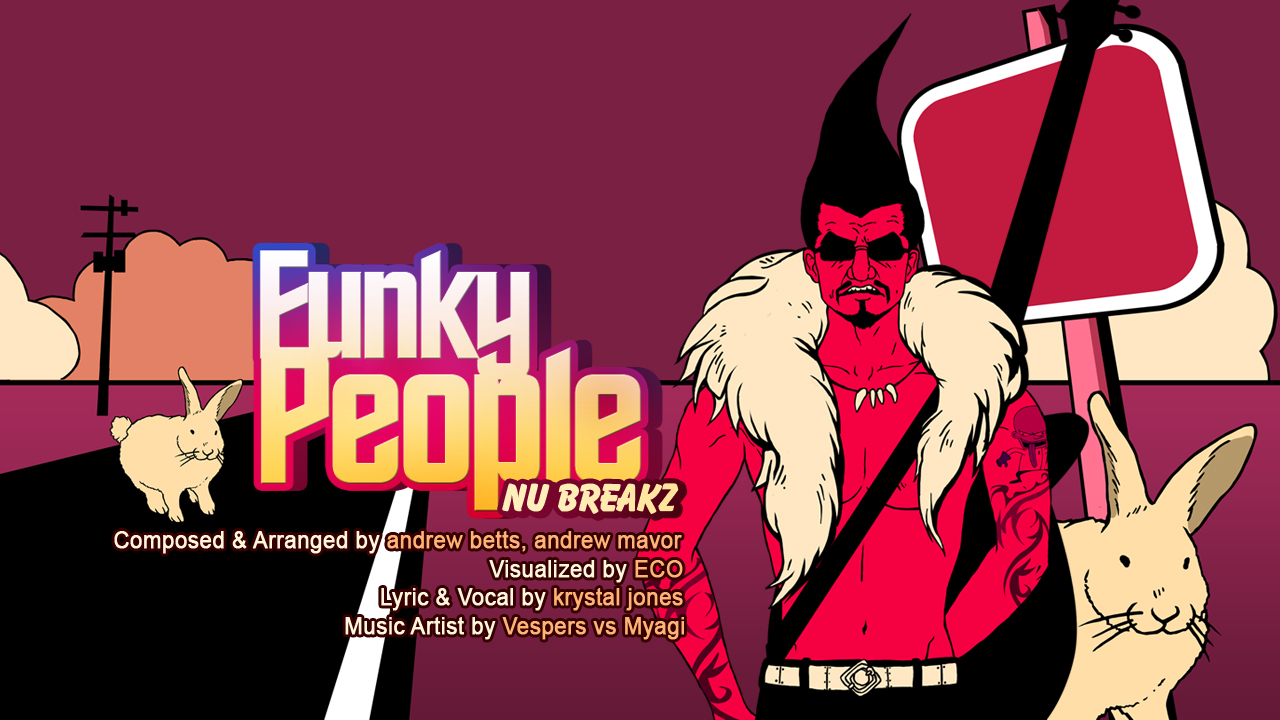 Funky
People
NU BREAKZ
Composed & Arranged by andrew betts, andrew mavor
Visualized by ECO
Lyric & Vocal by krystal jones
Music Artist by Vespers vs Myagi